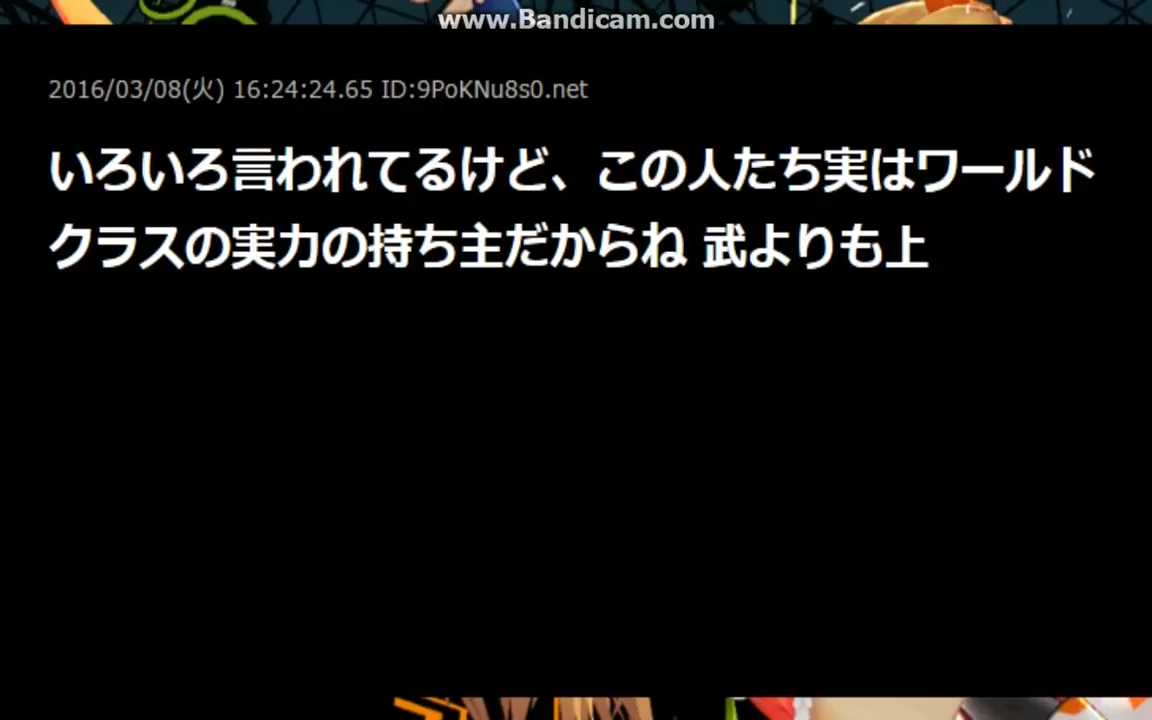 www.Bandicam.com
2016/03/08(火) 16:24:24.65 ID:9PoKNu8s0.net
いろいろ言われてるけど、この人たち実はワールド
クラスの実力の持ち主だからね 武よりも上